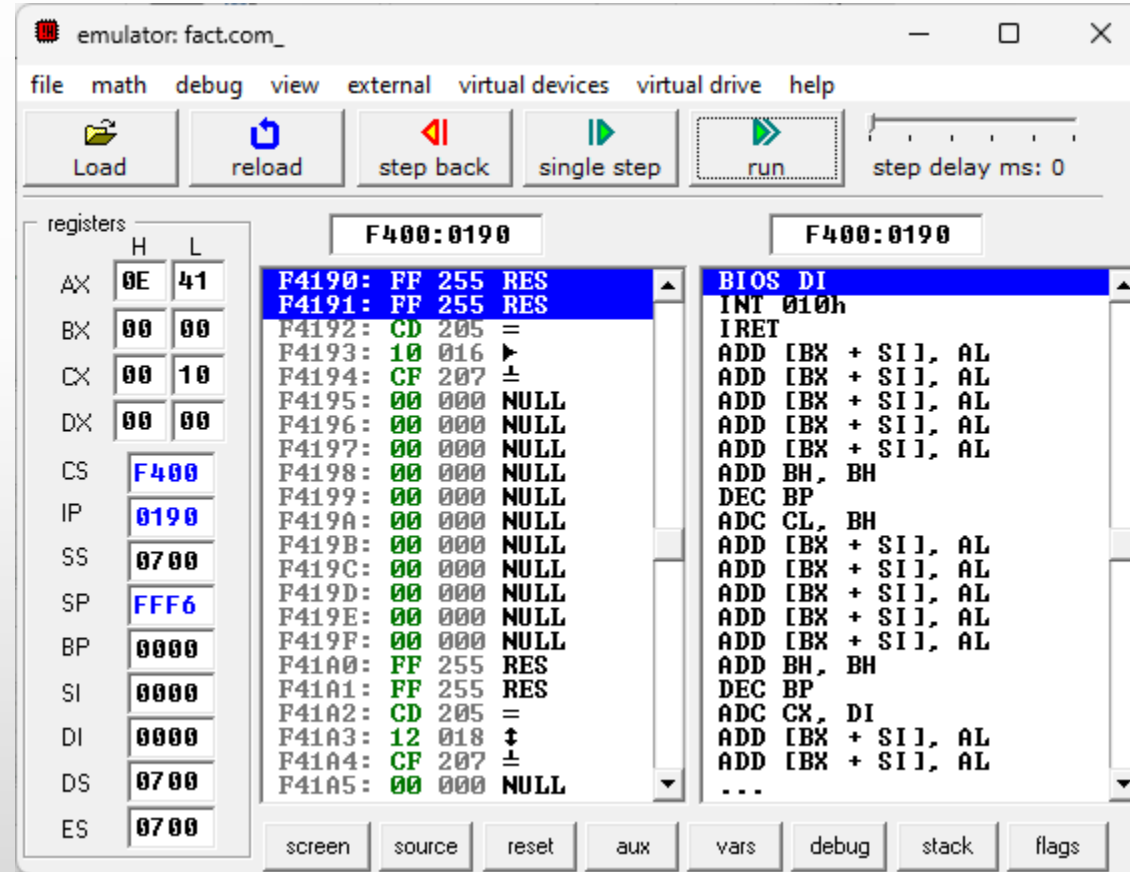 emulator: fact.com_
file math debug view external virtual devices virtual drive help
Load reload step back single step run step delay ms: 0
registers
H L
F400:0190 F400:0190
AX 0E 41
BX 00 00
CX 00 10
DX 00 00
CS F400
IP 0190
SS 0700
SP FFF6
BP 0000
SI 0000
DI 0000
DS 0700
ES 0700
F4190: FF 255 RES
F4191: FF 255 RES
F4192: CD 205 =
F4193: 10 016 ►
F4194: CF 207 ╧
F4195: 00 000 NULL
F4196: 00 000 NULL
F4197: 00 000 NULL
F4198: 00 000 NULL
F4199: 00 000 NULL
F419A: 00 000 NULL
F419B: 00 000 NULL
F419C: 00 000 NULL
F419D: 00 000 NULL
F419E: 00 000 NULL
F419F: 00 000 NULL
F41A0: FF 255 RES
F41A1: FF 255 RES
F41A2: CD 205 =
F41A3: 12 018 ↕
F41A4: CF 207 ╧
F41A5: 00 000 NULL
BIOS DI
INT 010h
IRET
ADD [BX + SI], AL
ADD [BX + SI], AL
ADD [BX + SI], AL
ADD [BX + SI], AL
ADD [BX + SI], AL
ADD BH, BH
DEC BP
ADC CL, BH
ADD [BX + SI], AL
ADD [BX + SI], AL
ADD [BX + SI], AL
ADD [BX + SI], AL
ADD [BX + SI], AL
ADD BH, BH
DEC BP
ADC CX, DI
ADD [BX + SI], AL
ADD [BX + SI], AL
...
screen source reset aux vars debug stack flags